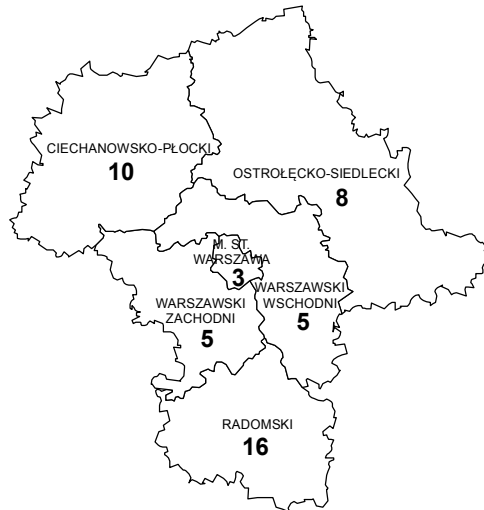 CIECHANOWSKO-PŁOCKI
10
OSTROŁĘCKO-SIEDLECKI
8
M. ST.
WARSZAWA
3
WARSZAWSKI
WSCHODNI
5
WARSZAWSKI
ZACHODNI
5
RADOMSKI
16